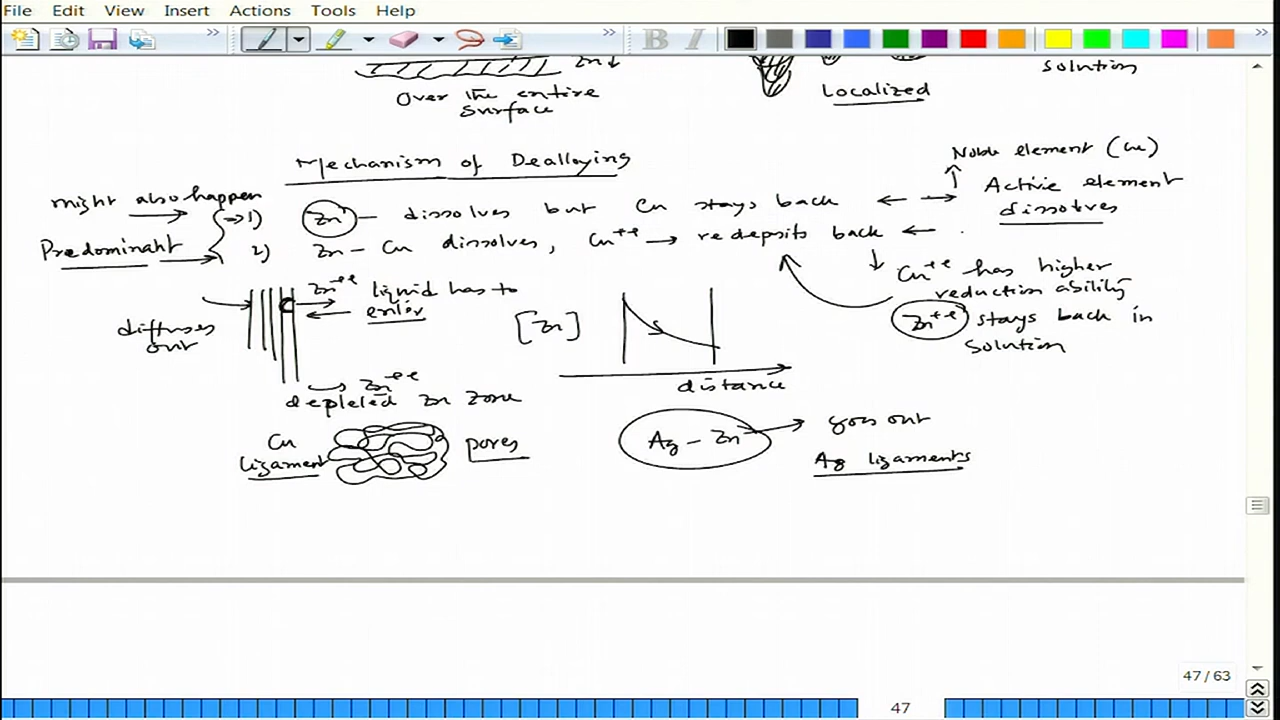 File Edit View Insert Actions Tools Help
Zn↓
Over the entire
surface
Localized
solution
Mechanism of Dealloying
Noble element (Cu)
might also happen
⇒1) Zn – dissolves but Cu stays back ← → Active element
dissolves
Predominant
2) Zn – Cu dissolves, Cu++ → redeposits back ←
Cu++ has higher
reduction ability
Zn++ stays back in
solution
Zn++ liquid has to
enter
diffuses
out
[Zn]
distance
→ Zn++
depleted Zn zone
Cu
ligament
pores
Ag – Zn → goes out
Ag ligaments
47 / 63
47